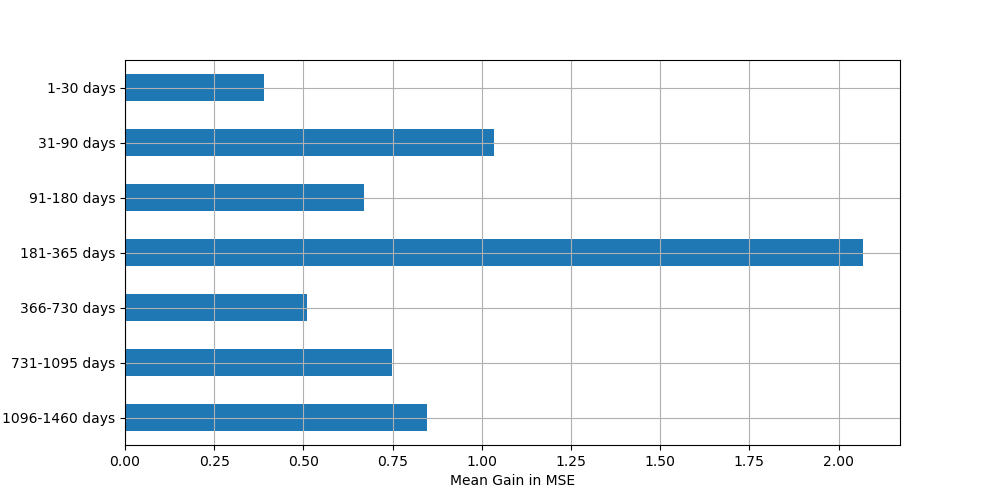 1-30 days
31-90 days
91-180 days
181-365 days
366-730 days
731-1095 days
1096-1460 days
0.00 0.25 0.50 0.75 1.00 1.25 1.50 1.75 2.00
Mean Gain in MSE